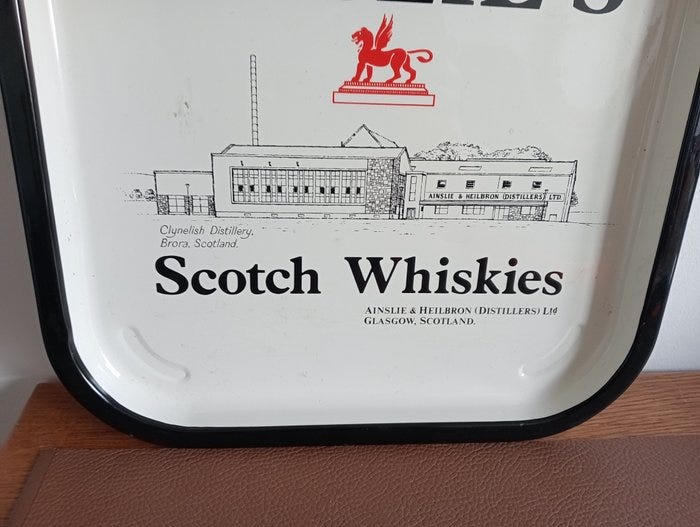 AINSLIE & HEILBRON (DISTILLERS) LTD
Clynelish Distillery,
Brora, Scotland.
Scotch Whiskies
AINSLIE & HEILBRON (DISTILLERS) Ltd
GLASGOW, SCOTLAND.